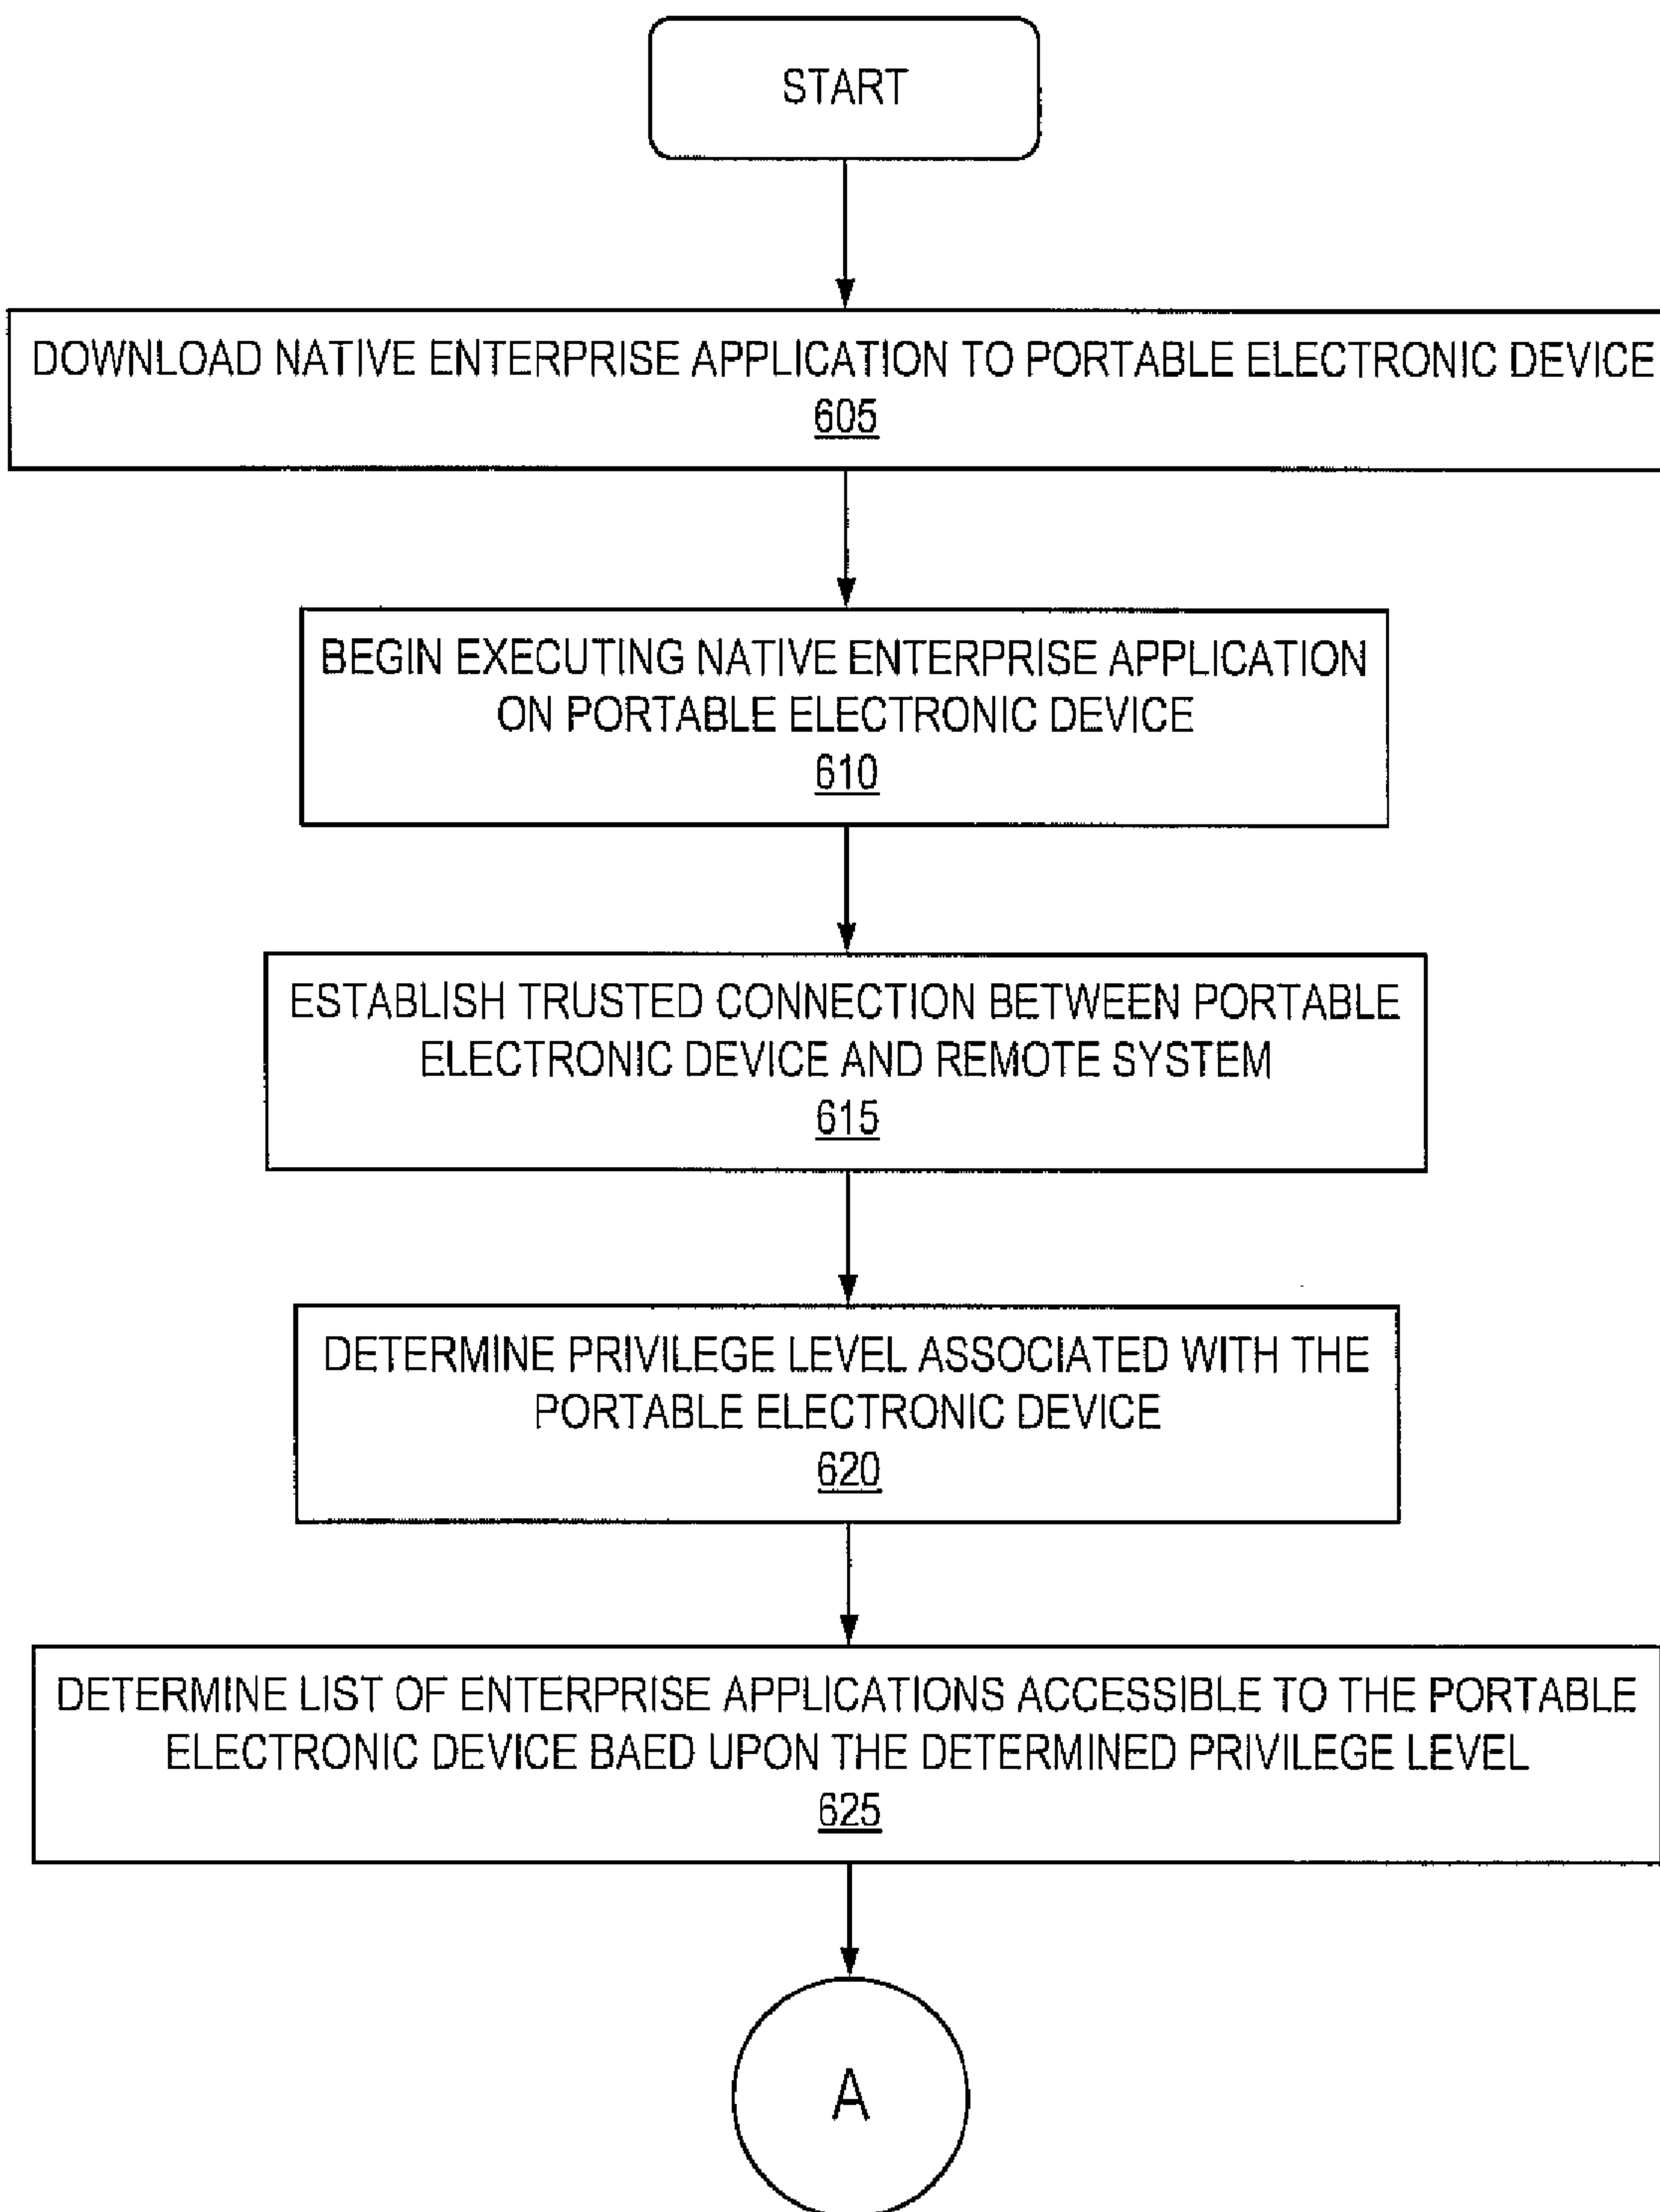 START
DOWNLOAD NATIVE ENTERPRISE APPLICATION TO PORTABLE ELECTRONIC DEVICE
605
BEGIN EXECUTING NATIVE ENTERPRISE APPLICATION
ON PORTABLE ELECTRONIC DEVICE
610
ESTABLISH TRUSTED CONNECTION BETWEEN PORTABLE
ELECTRONIC DEVICE AND REMOTE SYSTEM
615
DETERMINE PRIVILEGE LEVEL ASSOCIATED WITH THE
PORTABLE ELECTRONIC DEVICE
620
DETERMINE LIST OF ENTERPRISE APPLICATIONS ACCESSIBLE TO THE PORTABLE
ELECTRONIC DEVICE BAED UPON THE DETERMINED PRIVILEGE LEVEL
625
A